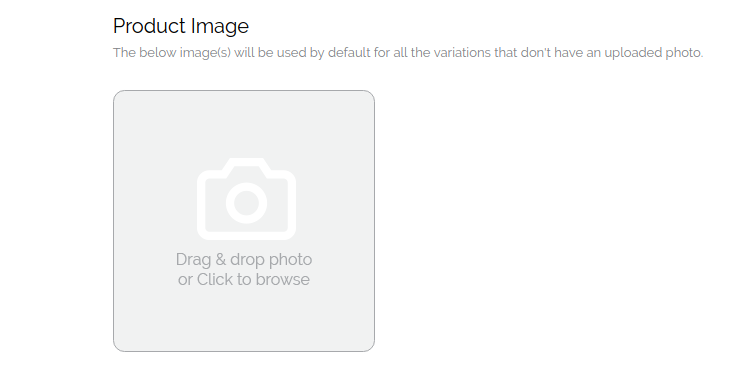 Product Image
The below image(s) will be used by default for all the variations that don't have an uploaded photo.
Drag & drop photo
or Click to browse